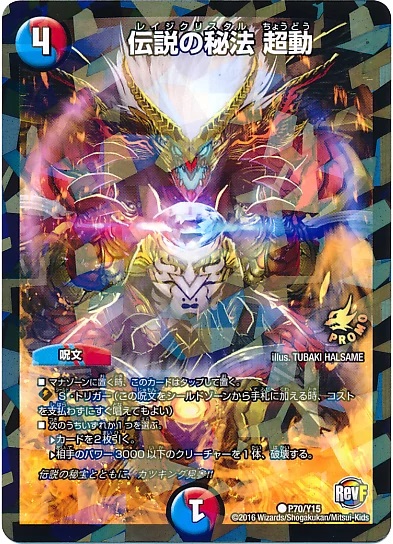 レイジクリスタル ちょうどう
4 伝説の秘法 超動
PROMO
illus. TUBAKI HALSAME
呪文
■ マナゾーンに置く時、このカードはタップして置く。
■ S・トリガー(この呪文をシールドゾーンから手札に加える時、コスト
を支払わずにすぐ唱えてもよい)
■ 次のうちいずれか1つを選ぶ。
▶カードを2枚引く。
▶相手のパワー3000以下のクリーチャーを1体、破壊する。
伝説の秘宝とともに、カツキング見参!!
1
RevF
●P70/Y15
©2016 Wizards/Shogakukan/Mitsui-Kids